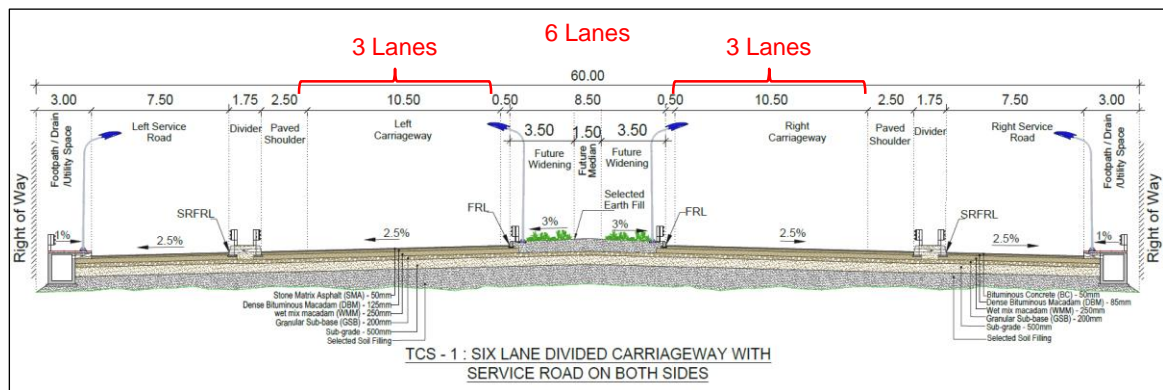 6 Lanes
3 Lanes
3 Lanes
60.00
3.00
7.50
1.75
2.50
10.50
0.50
8.50
0.50
10.50
2.50
1.75
7.50
3.00
Footpath / Drain
/Utility Space
Left Service
Road
Divider
Paved
Shoulder
Left
Carriageway
3.50
1.50
3.50
Future
Widening
Future
Median
Future
Widening
Right
Carriageway
Paved
Shoulder
Divider
Right Service
Road
Footpath / Drain
/Utility Space
Right of Way
Right of Way
Selected
Earth Fill
SRFRL
FRL
FRL
SRFRL
1%
2.5%
2.5%
3%
3%
2.5%
2.5%
1%
Stone Matrix Asphalt (SMA) - 50mm
Dense Bituminous Macadam (DBM) - 125mm
wet mix macadam (WMM) - 250mm
Granular Sub-base (GSB) - 200mm
Sub-grade - 500mm
Selected Soil Filling
Bituminous Concrete (BC) - 50mm
Dense Bituminous Macadam (DBM) - 85mm
Wet mix macadam (WMM) - 250mm
Granular Sub-base (GSB) - 200mm
Sub-grade - 500mm
Selected Soil Filling
TCS - 1 : SIX LANE DIVIDED CARRIAGEWAY WITH
SERVICE ROAD ON BOTH SIDES